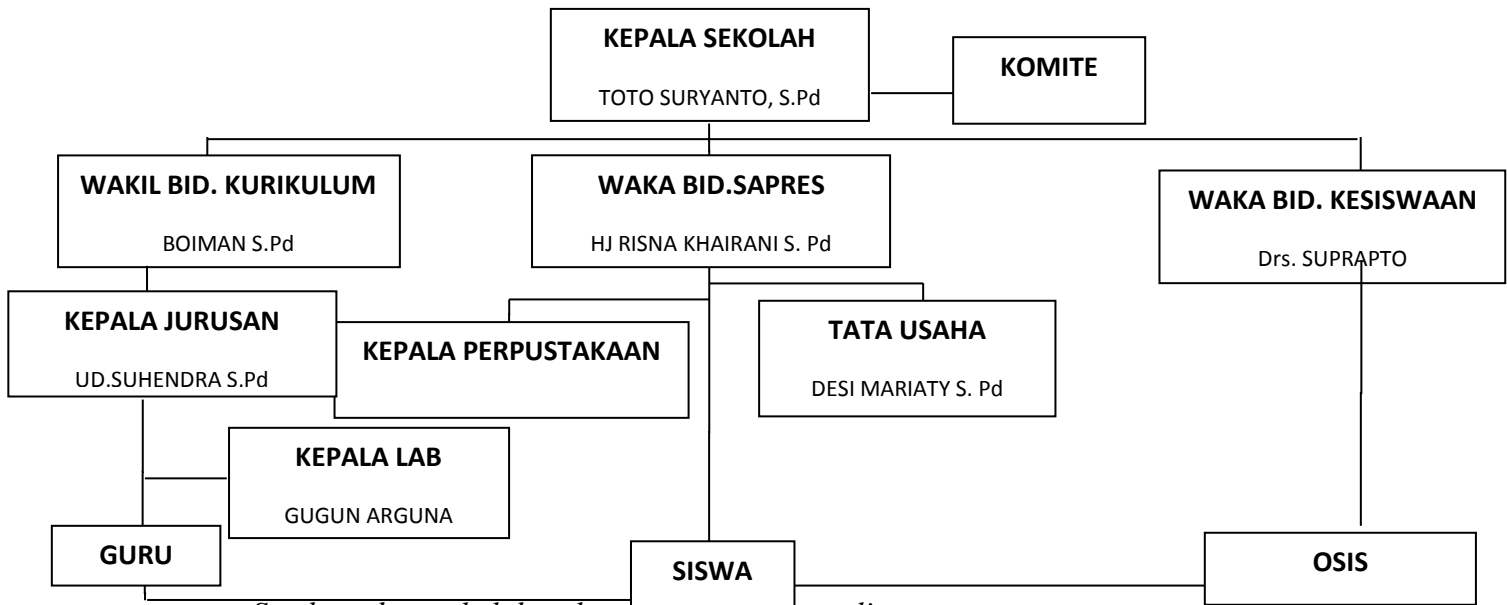 KEPALA SEKOLAH
TOTO SURYANTO, S.Pd
KOMITE
WAKIL BID. KURIKULUM
BOIMAN S.Pd
WAKA BID.SAPRES
HJ RISNA KHAIRANI S. Pd
WAKA BID. KESISWAAN
Drs. SUPRAPTO
KEPALA JURUSAN
UD.SUHENDRA S.Pd
KEPALA PERPUSTAKAAN
TATA USAHA
DESI MARIATY S. Pd
KEPALA LAB
GUGUN ARGUNA
GURU
SISWA
OSIS